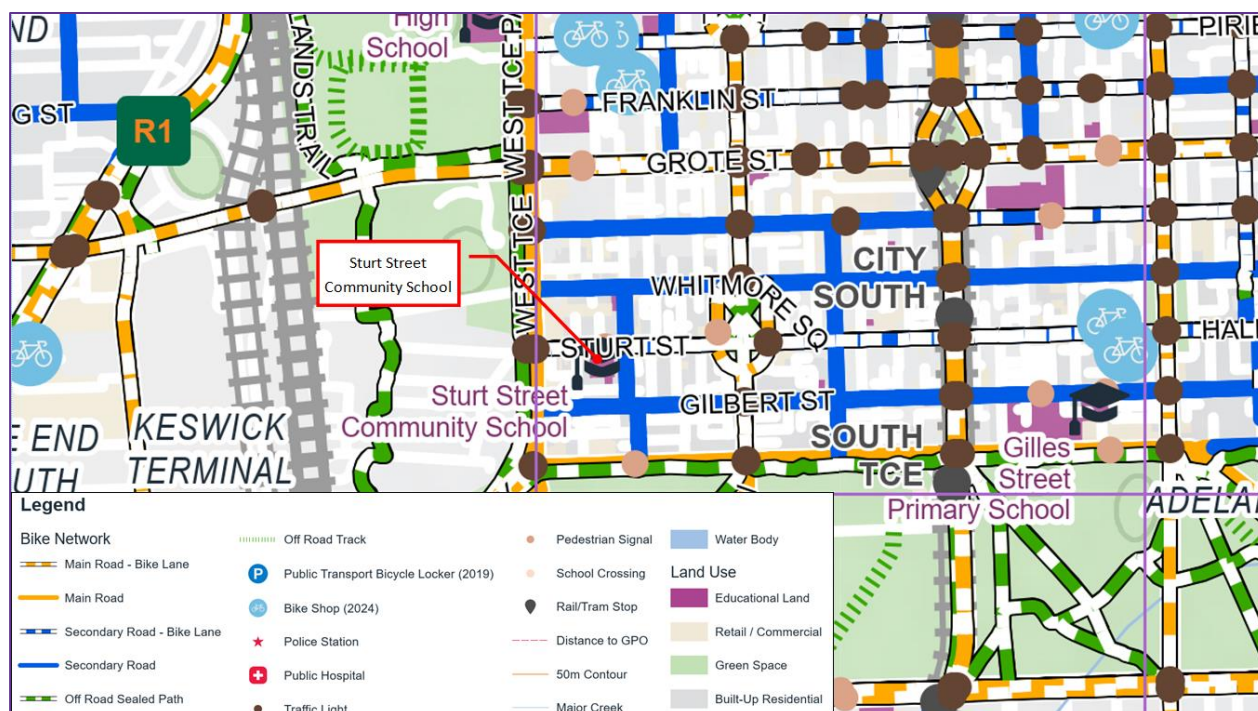 ND
High
School
WEST TCE
PA
PIRIE
ANDS TRAIL
FRANKLIN ST
G ST
R1
GROTE ST
WEST TCE
Sturt Street
Community School
CITY
SOUTH
WHITMORE SQ
STURT ST
HAL
Sturt Street
Community School
GILBERT ST
E END
UTH
KESWICK
TERMINAL
SOUTH
TCE
Gilles
Street
Primary School
ADELAI
Legend
Bike Network
Main Road - Bike Lane
Main Road
Secondary Road - Bike Lane
Secondary Road
Off Road Sealed Path
Off Road Track
P
Public Transport Bicycle Locker (2019)
Bike Shop (2024)
Police Station
Public Hospital
Traffic Light
Pedestrian Signal
School Crossing
Rail/Tram Stop
Distance to GPO
50m Contour
Major Creek
Water Body
Land Use
Educational Land
Retail / Commercial
Green Space
Built-Up Residential